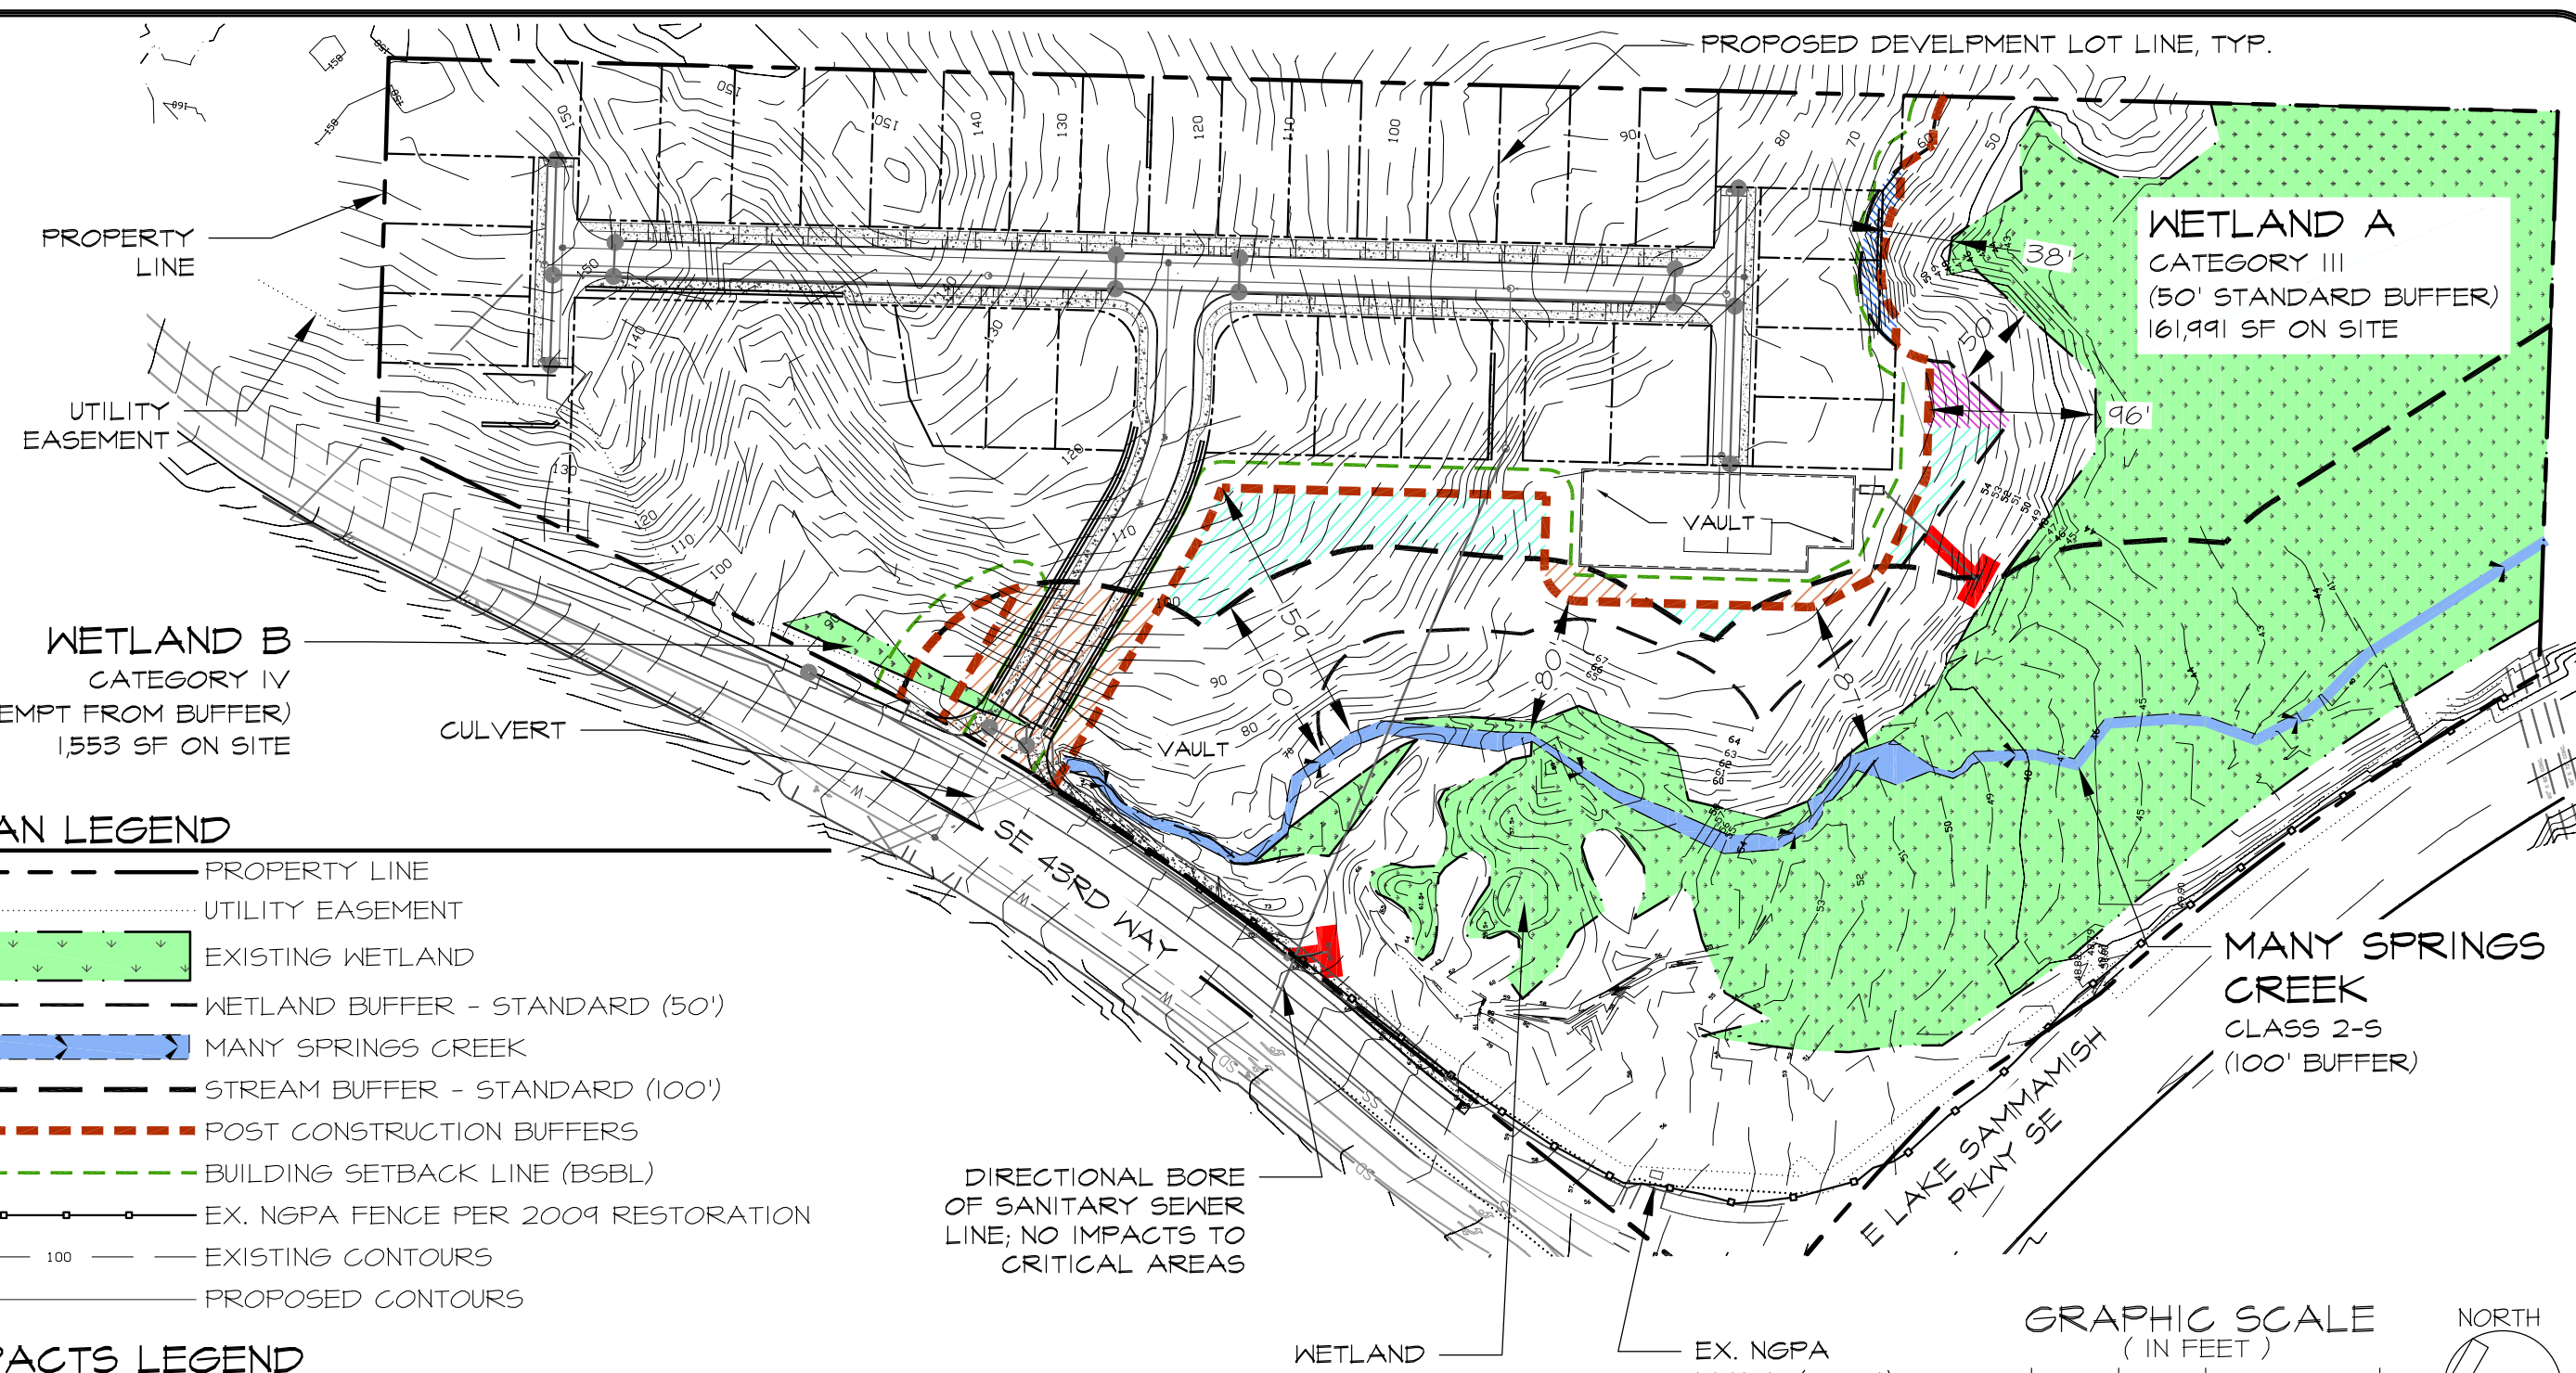 PROPOSED DEVELPMENT LOT LINE, TYP.
PROPERTY
LINE
UTILITY
EASEMENT
WETLAND A
CATEGORY III
(50' STANDARD BUFFER)
161,991 SF ON SITE
38'
50'
96'
VAULT
159'
100'
80'
81'
WETLAND B
CATEGORY IV
EMPT FROM BUFFER)
1,553 SF ON SITE
CULVERT
VAULT
SE 43RD WAY
MANY SPRINGS
CREEK
CLASS 2-S
(100' BUFFER)
E LAKE SAMMAMISH
PKWY SE
DIRECTIONAL BORE
OF SANITARY SEWER
LINE; NO IMPACTS TO
CRITICAL AREAS
WETLAND
EX. NGPA
AN LEGEND
PROPERTY LINE
UTILITY EASEMENT
EXISTING WETLAND
WETLAND BUFFER - STANDARD (50')
MANY SPRINGS CREEK
STREAM BUFFER - STANDARD (100')
POST CONSTRUCTION BUFFERS
BUILDING SETBACK LINE (BSBL)
EX. NGPA FENCE PER 2009 RESTORATION
100 EXISTING CONTOURS
PROPOSED CONTOURS
PACTS LEGEND
GRAPHIC SCALE
( IN FEET )
NORTH